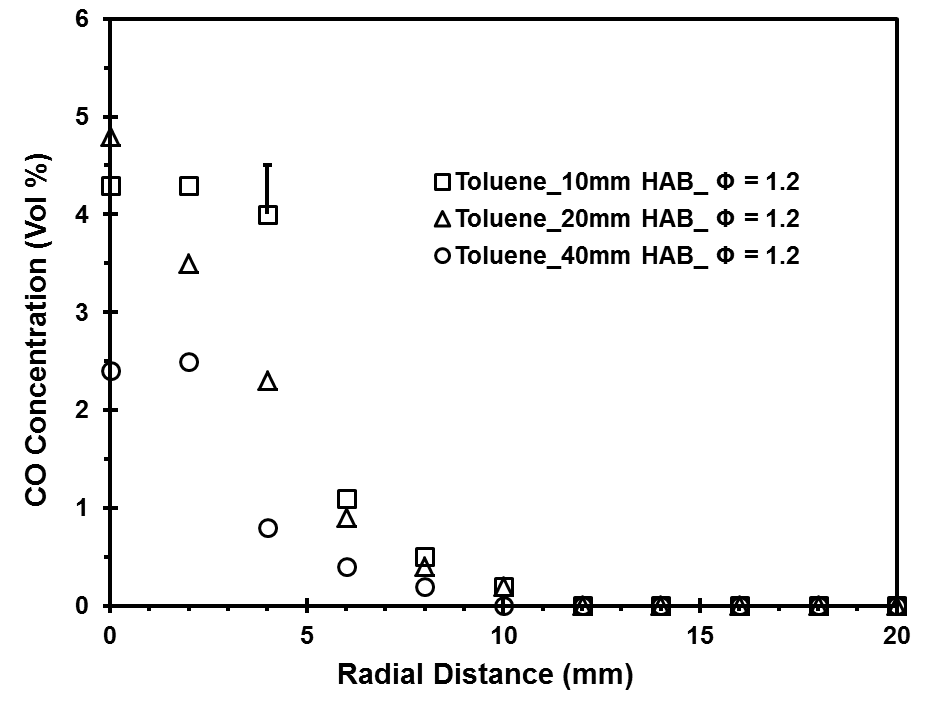 6
5
4
3
2
1
0
CO Concentration (Vol %)
Toluene_10mm HAB_ Φ = 1.2
Toluene_20mm HAB_ Φ = 1.2
Toluene_40mm HAB_ Φ = 1.2
0 5 10 15 20
Radial Distance (mm)